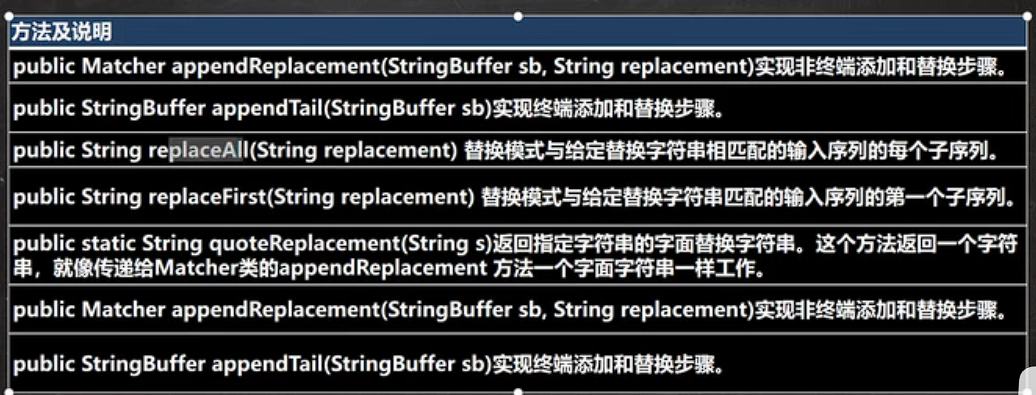 方法及说明
public Matcher appendReplacement(StringBuffer sb, String replacement)实现非终端添加和替换步骤。
public StringBuffer appendTail(StringBuffer sb)实现终端添加和替换步骤。
public String replaceAll(String replacement) 替换模式与给定替换字符串相匹配的输入序列的每个子序列。
public String replaceFirst(String replacement) 替换模式与给定替换字符串匹配的输入序列的第一个子序列。
public static String quoteReplacement(String s)返回指定字符串的字面替换字符串。这个方法返回一个字符
串，就像传递给Matcher类的appendReplacement 方法一个字面字符串一样工作。
public Matcher appendReplacement(StringBuffer sb, String replacement)实现非终端添加和替换步骤。
public StringBuffer appendTail(StringBuffer sb)实现终端添加和替换步骤。